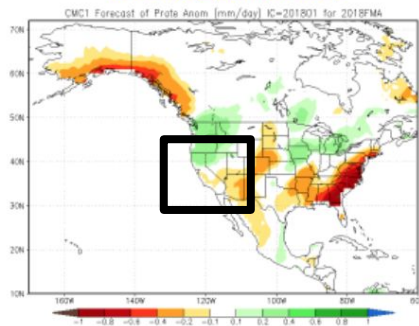 CMC1 Forecast of Prate Anom (mm/day) IC=201801 for 2018FMA
70N
60N
50N
40N
30N
20N
10N
160W 140W 120W 100W 80W 60W
-1 -0.8 -0.6 -0.4 -0.2 -0.1 0.1 0.2 0.4 0.6 0.8 1